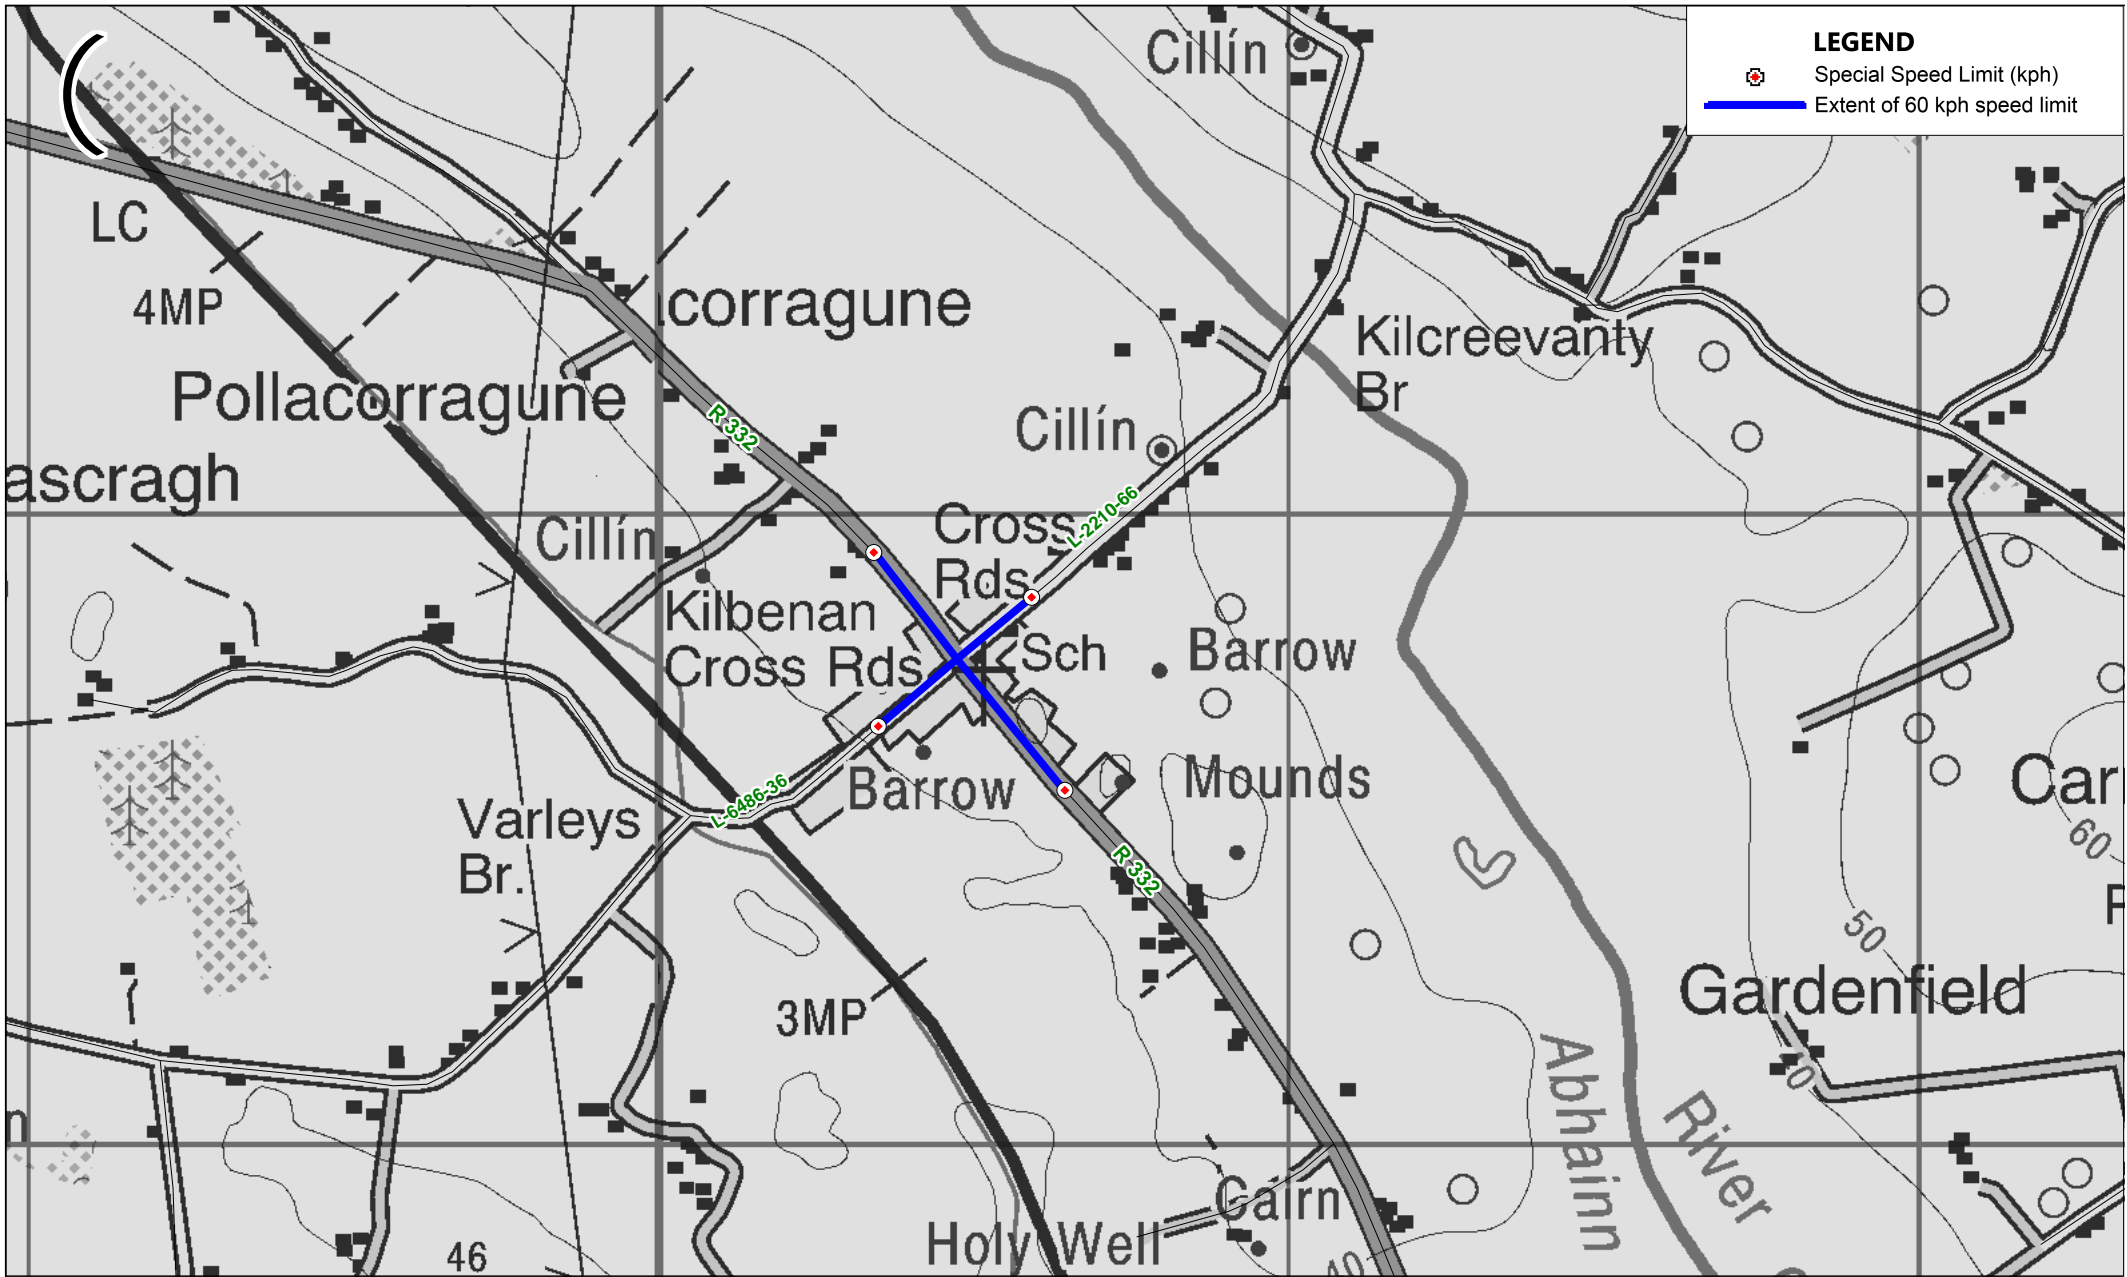 LEGEND
Special Speed Limit (kph)
Extent of 60 kph speed limit
Cillín
LC
4MP
corragune
Kilcreevanty
Br
Pollacorragune
R 332
Cillín
ascragh
L-2210-66
Cross
Rds
Cillín
Kilbenan
Cross Rds
Sch
Barrow
Barrow
Mounds
L-6486-36
Varleys
Br.
R 332
Car
60
50
Gardenfield
3MP
Abhainn
River
Cairn
Holy Well
46
40